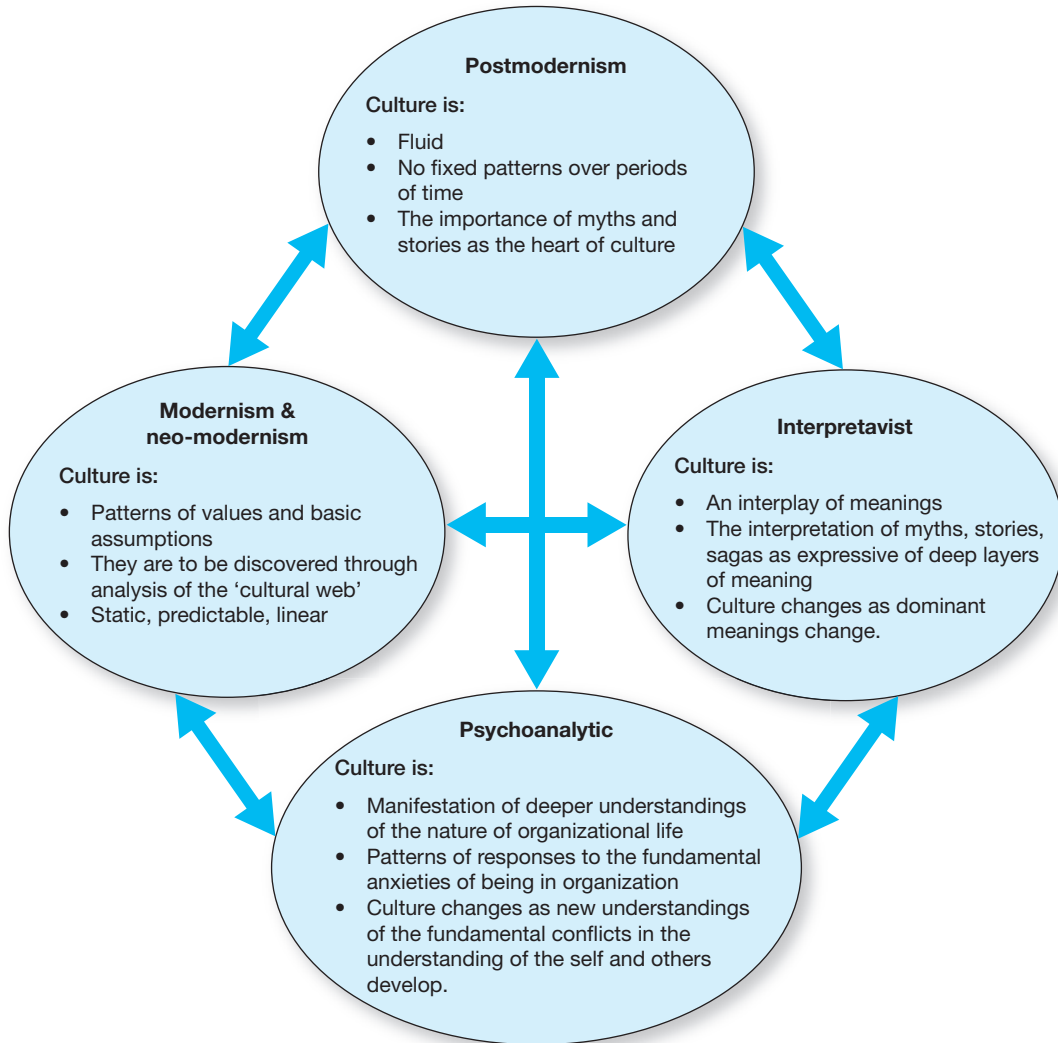 Postmodernism
Culture is:
• Fluid
• No fixed patterns over periods
of time
• The importance of myths and
stories as the heart of culture
Modernism &
neo-modernism
Culture is:
• Patterns of values and basic
assumptions
• They are to be discovered through
analysis of the ‘cultural web’
• Static, predictable, linear
Interpretavist
Culture is:
• An interplay of meanings
• The interpretation of myths, stories,
sagas as expressive of deep layers
of meaning
• Culture changes as dominant
meanings change.
Psychoanalytic
Culture is:
• Manifestation of deeper understandings
of the nature of organizational life
• Patterns of responses to the fundamental
anxieties of being in organization
• Culture changes as new understandings
of the fundamental conflicts in the
understanding of the self and others
develop.